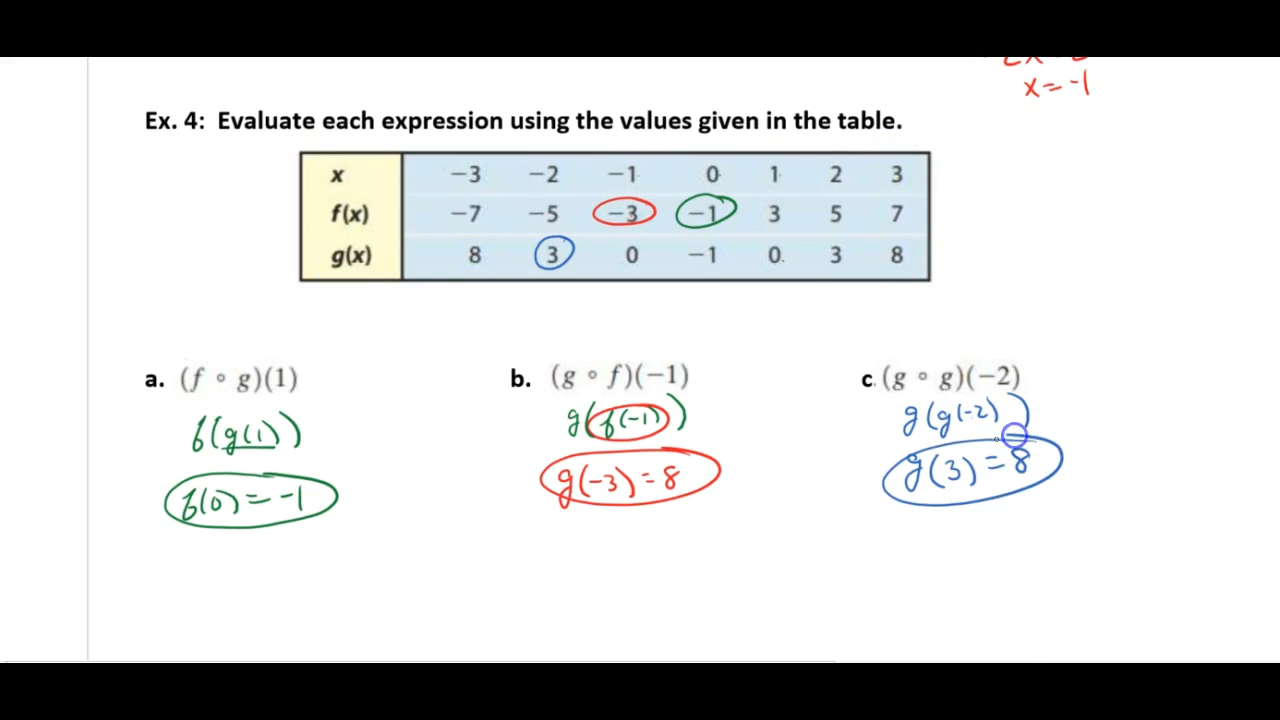 x = -1
Ex. 4: Evaluate each expression using the values given in the table.
x −3 −2 −1 0 1 2 3
f(x) −7 −5 −3 −1 3 5 7
g(x) 8 3 0 −1 0 3 8
a. (f ∘ g)(1)
f(g(1))
f(0) = -1
b. (g ∘ f)(−1)
g(f(-1))
g(-3) = 8
c. (g ∘ g)(−2)
g(g(-2))
g(3) = 8